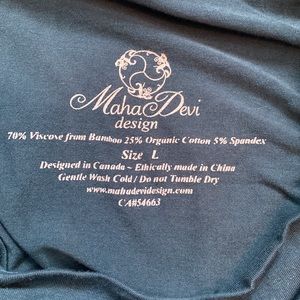 Maha Devi
design
70% Viscose from Bamboo 25% Organic Cotton 5% Spandex
Size L
Designed in Canada ~ Ethically made in China
Gentle Wash Cold / Do not Tumble Dry
www.mahadevidesign.com
CA#54663